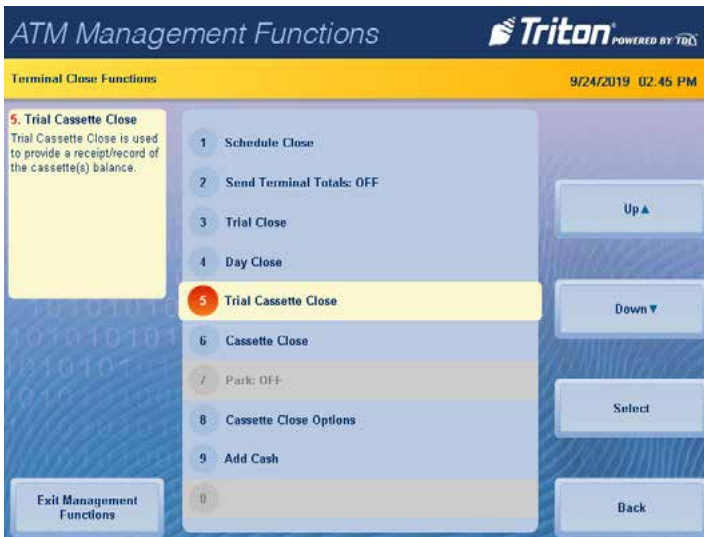 ATM Management Functions
Triton POWERED BY TDL
Terminal Close Functions
9/24/2019 02:45 PM
5. Trial Cassette Close
Trial Cassette Close is used
to provide a receipt/record of
the cassette(s) balance.
1 Schedule Close
2 Send Terminal Totals: OFF
3 Trial Close
4 Day Close
5 Trial Cassette Close
6 Cassette Close
7 Park: OFF
8 Cassette Close Options
9 Add Cash
0
Up▲
Down▼
Select
Back
Exit Management
Functions